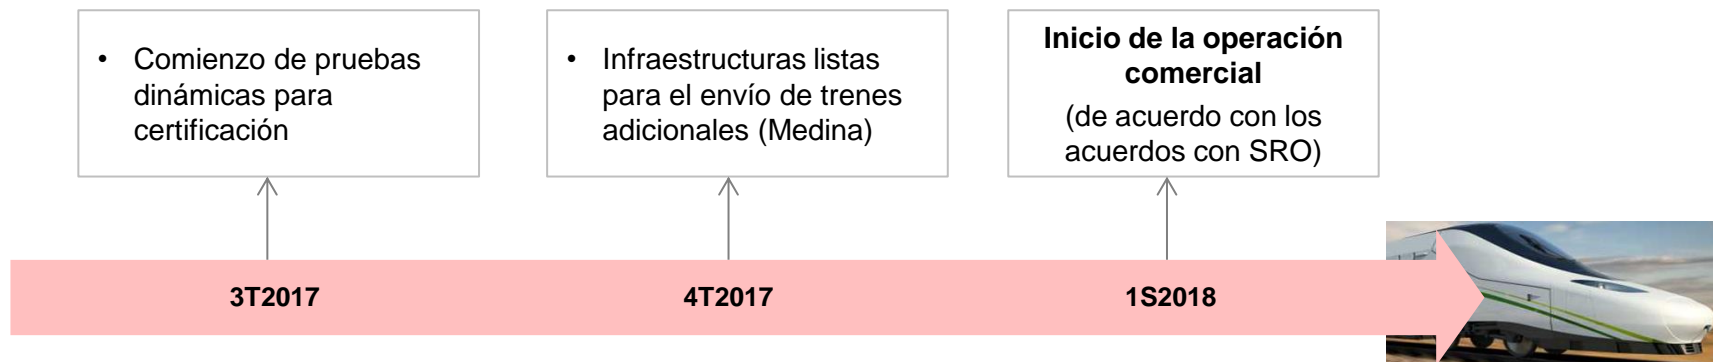 • Comienzo de pruebas
dinámicas para
certificación
• Infraestructuras listas
para el envío de trenes
adicionales (Medina)
Inicio de la operación
comercial
(de acuerdo con los
acuerdos con SRO)
3T2017
4T2017
1S2018